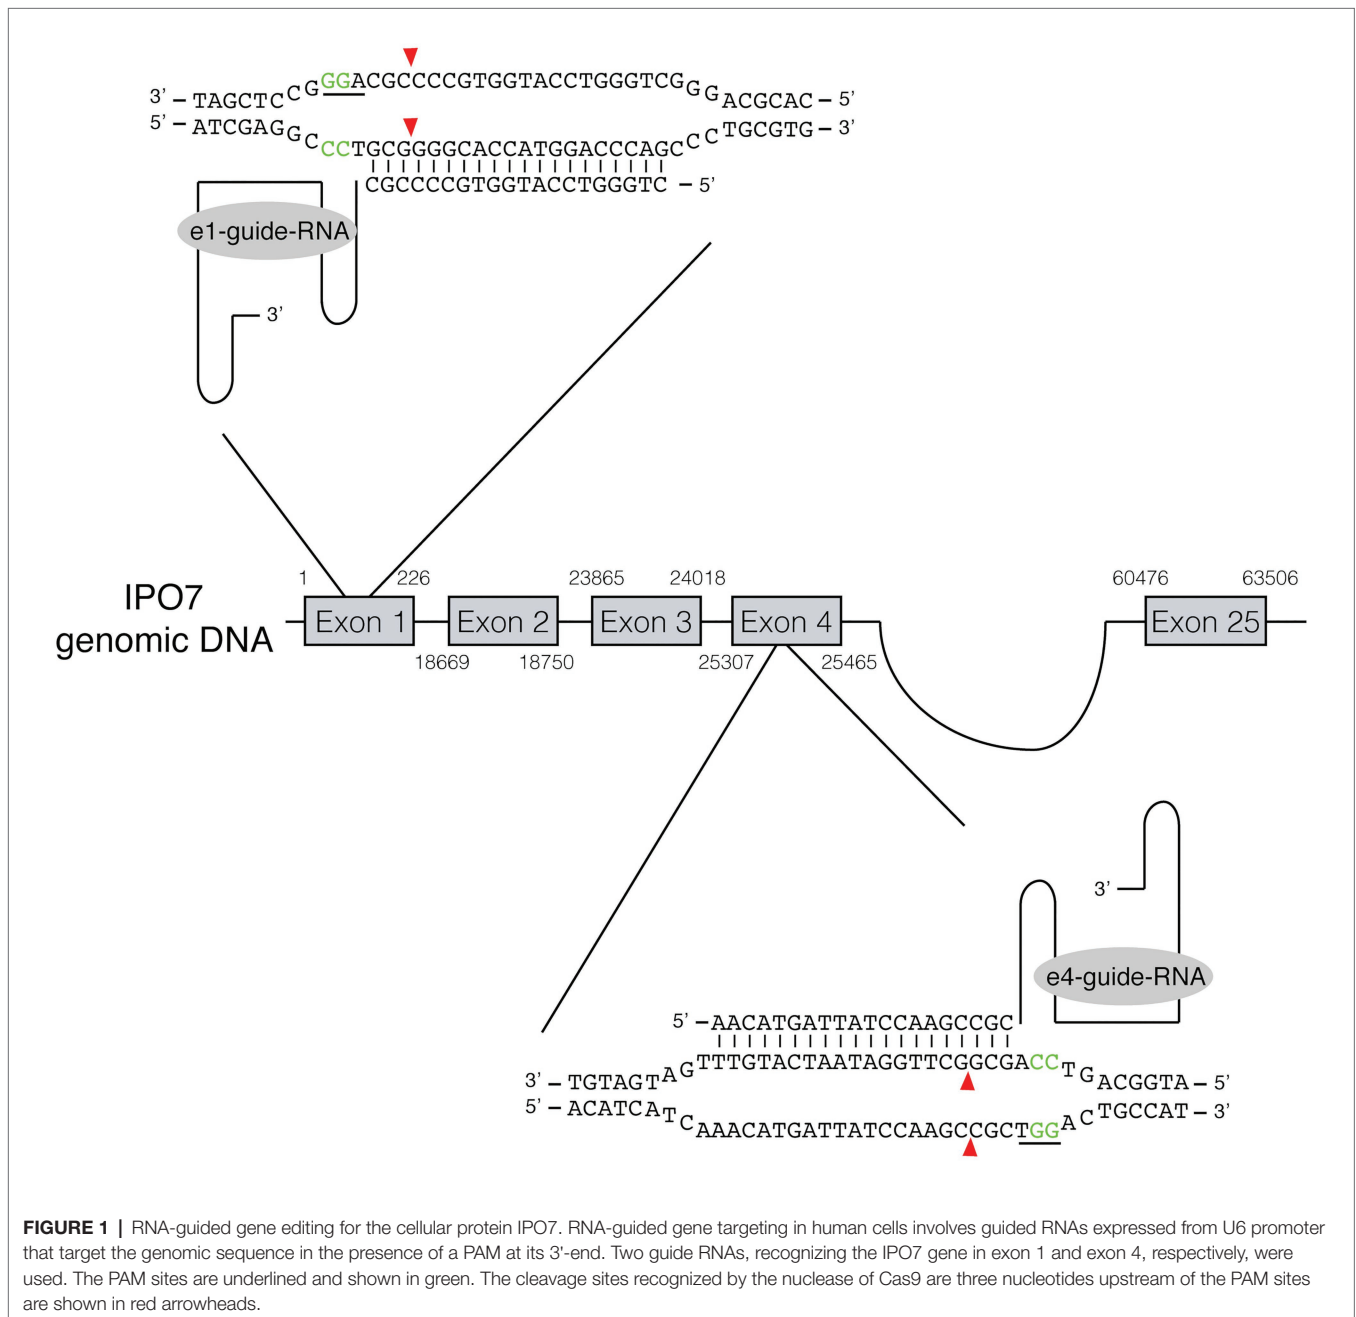 3' – TAGCTCCGGGACGCCCCCGTGGTACCTGGGTCGGGACGCAC – 5'
5' – ATCGAGGCCCTGCGGGGGCACCATGGACCCAGCCCTGCGTG – 3'
CGCCCCCGTGGTACCTGGGTC – 5'
e1-guide-RNA
3'
1 226 23865 24018 60476 63506
IPO7
genomic DNA
Exon 1 Exon 2 Exon 3 Exon 4 Exon 25
18669 18750 25307 25465
3'
e4-guide-RNA
5' – AACATGATTATCCAAGCCGC
3' – TGTAGTAGTTTGTACTAATAGGTTCGGCGACCTGACGGTA – 5'
5' – ACATCATCAAACATGATTATCCAAGCCGCTGGACTGCCAT – 3'
FIGURE 1 | RNA-guided gene editing for the cellular protein IPO7. RNA-guided gene targeting in human cells involves guided RNAs expressed from U6 promoter
that target the genomic sequence in the presence of a PAM at its 3'-end. Two guide RNAs, recognizing the IPO7 gene in exon 1 and exon 4, respectively, were
used. The PAM sites are underlined and shown in green. The cleavage sites recognized by the nuclease of Cas9 are three nucleotides upstream of the PAM sites
are shown in red arrowheads.